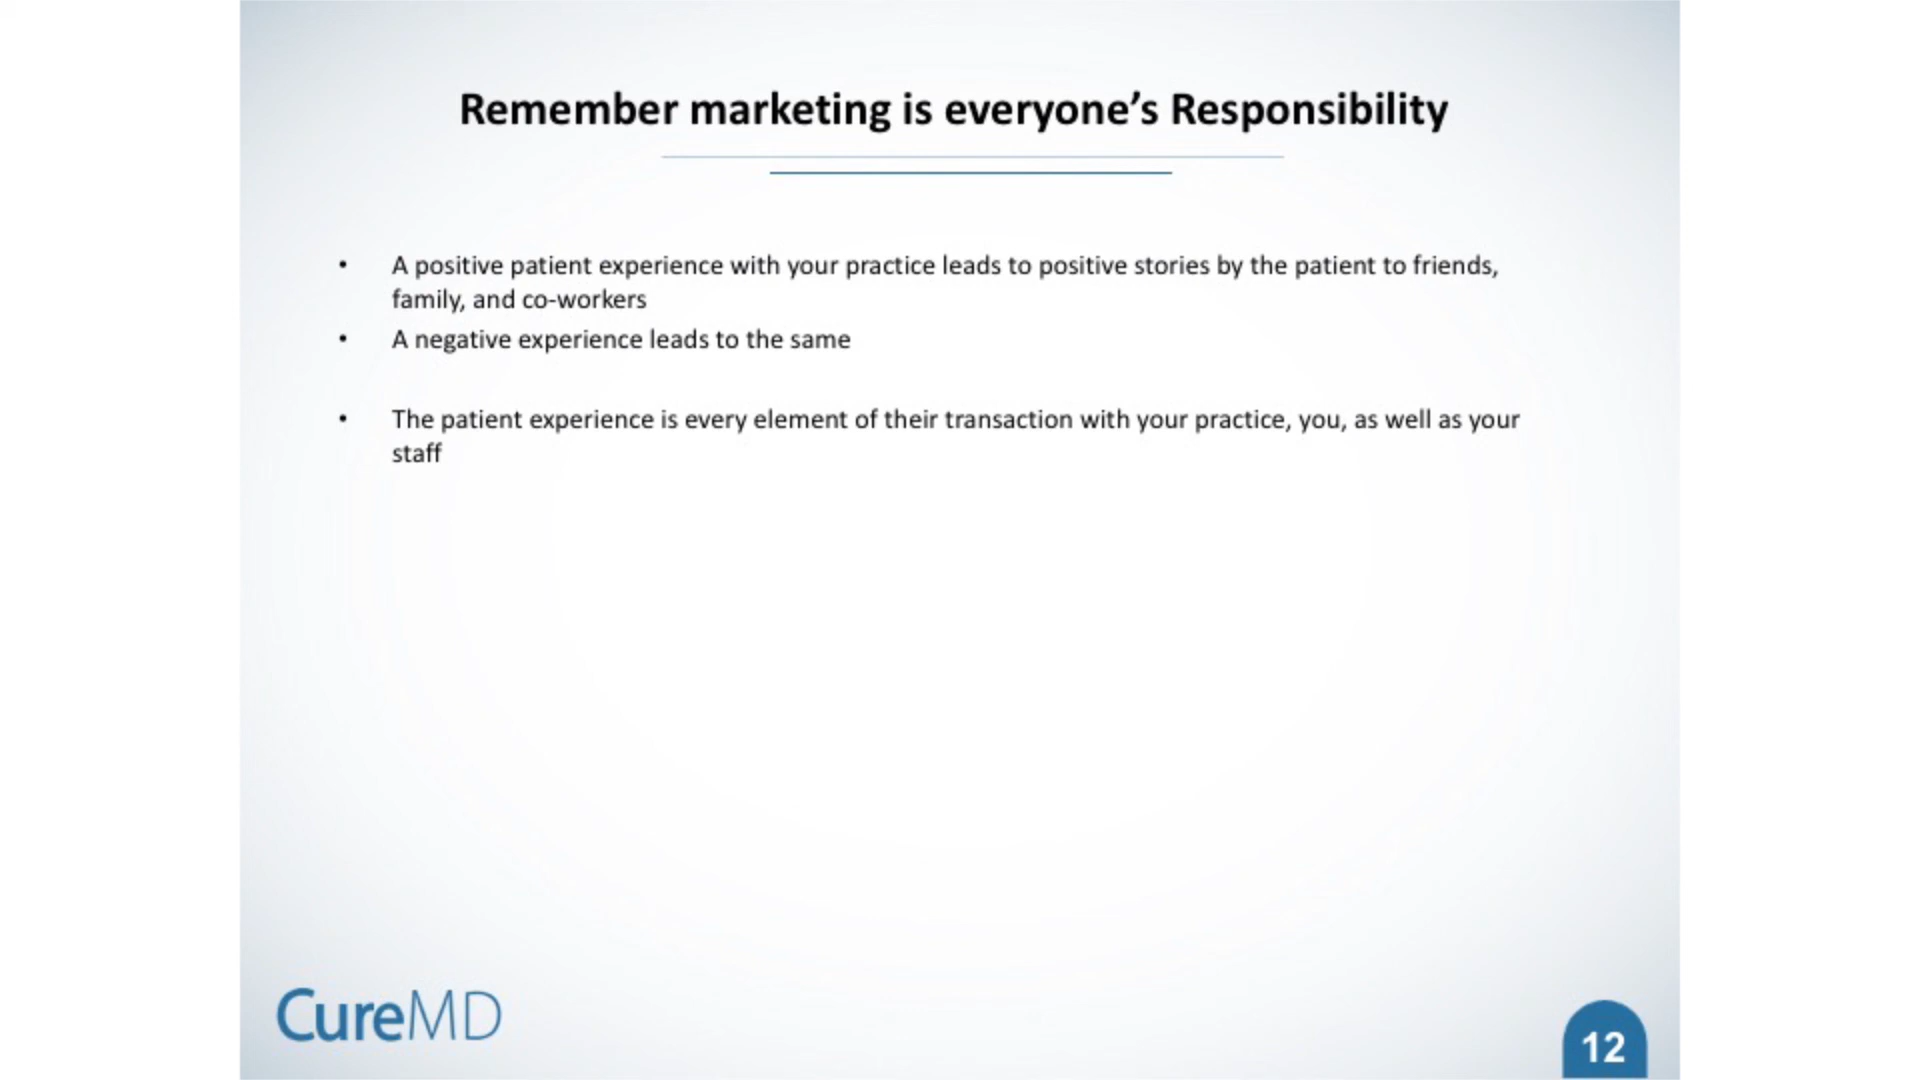 Remember marketing is everyone’s Responsibility
• A positive patient experience with your practice leads to positive stories by the patient to friends,
family, and co-workers
• A negative experience leads to the same
• The patient experience is every element of their transaction with your practice, you, as well as your
staff
CureMD
12